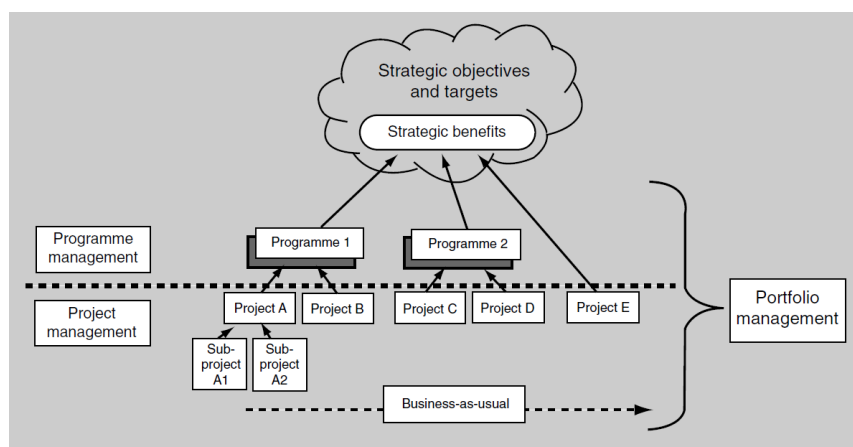 Strategic objectives
and targets
Strategic benefits
Programme
management
Programme 1
Programme 2
Project
management
Project A
Project B
Project C
Project D
Project E
Portfolio
management
Sub-
project
A1
Sub-
project
A2
Business-as-usual